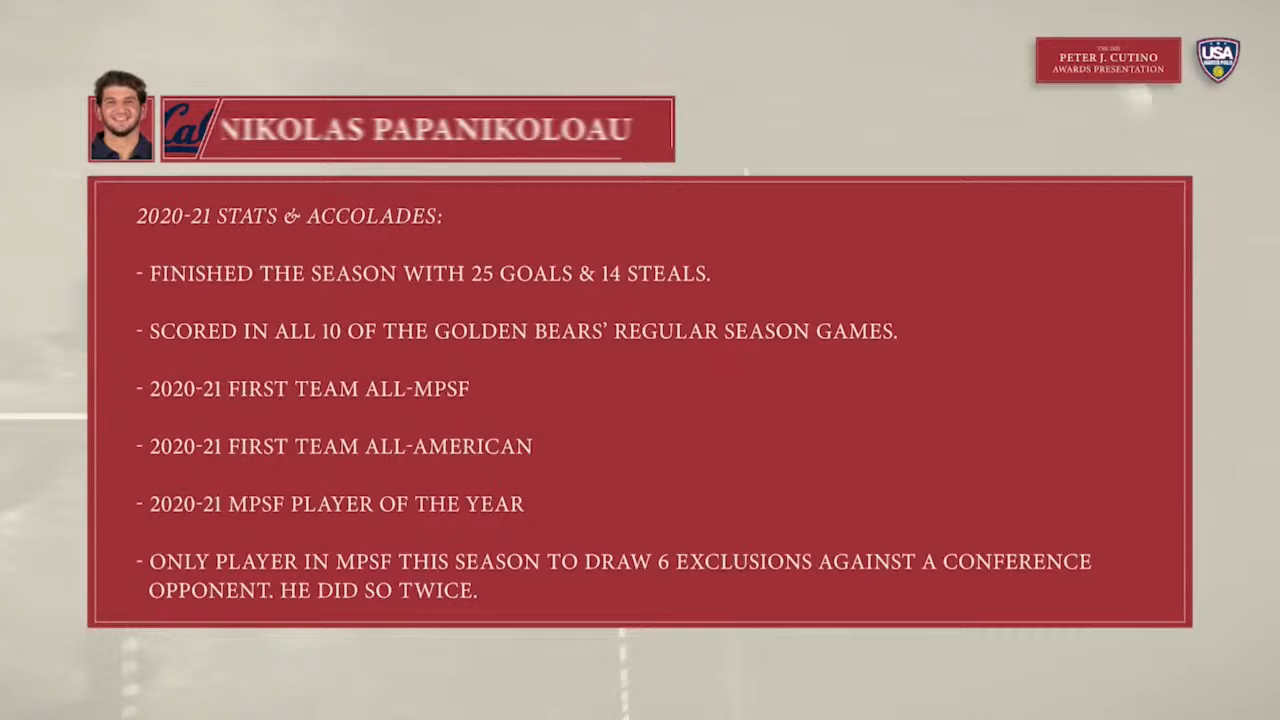 THE 2021
PETER J. CUTINO
AWARDS PRESENTATION
USA
WATER POLO
Cal
NIKOLAS PAPANIKOLOAU
2020-21 STATS & ACCOLADES:
- FINISHED THE SEASON WITH 25 GOALS & 14 STEALS.
- SCORED IN ALL 10 OF THE GOLDEN BEARS’ REGULAR SEASON GAMES.
- 2020-21 FIRST TEAM ALL-MPSF
- 2020-21 FIRST TEAM ALL-AMERICAN
- 2020-21 MPSF PLAYER OF THE YEAR
- ONLY PLAYER IN MPSF THIS SEASON TO DRAW 6 EXCLUSIONS AGAINST A CONFERENCE
OPPONENT. HE DID SO TWICE.